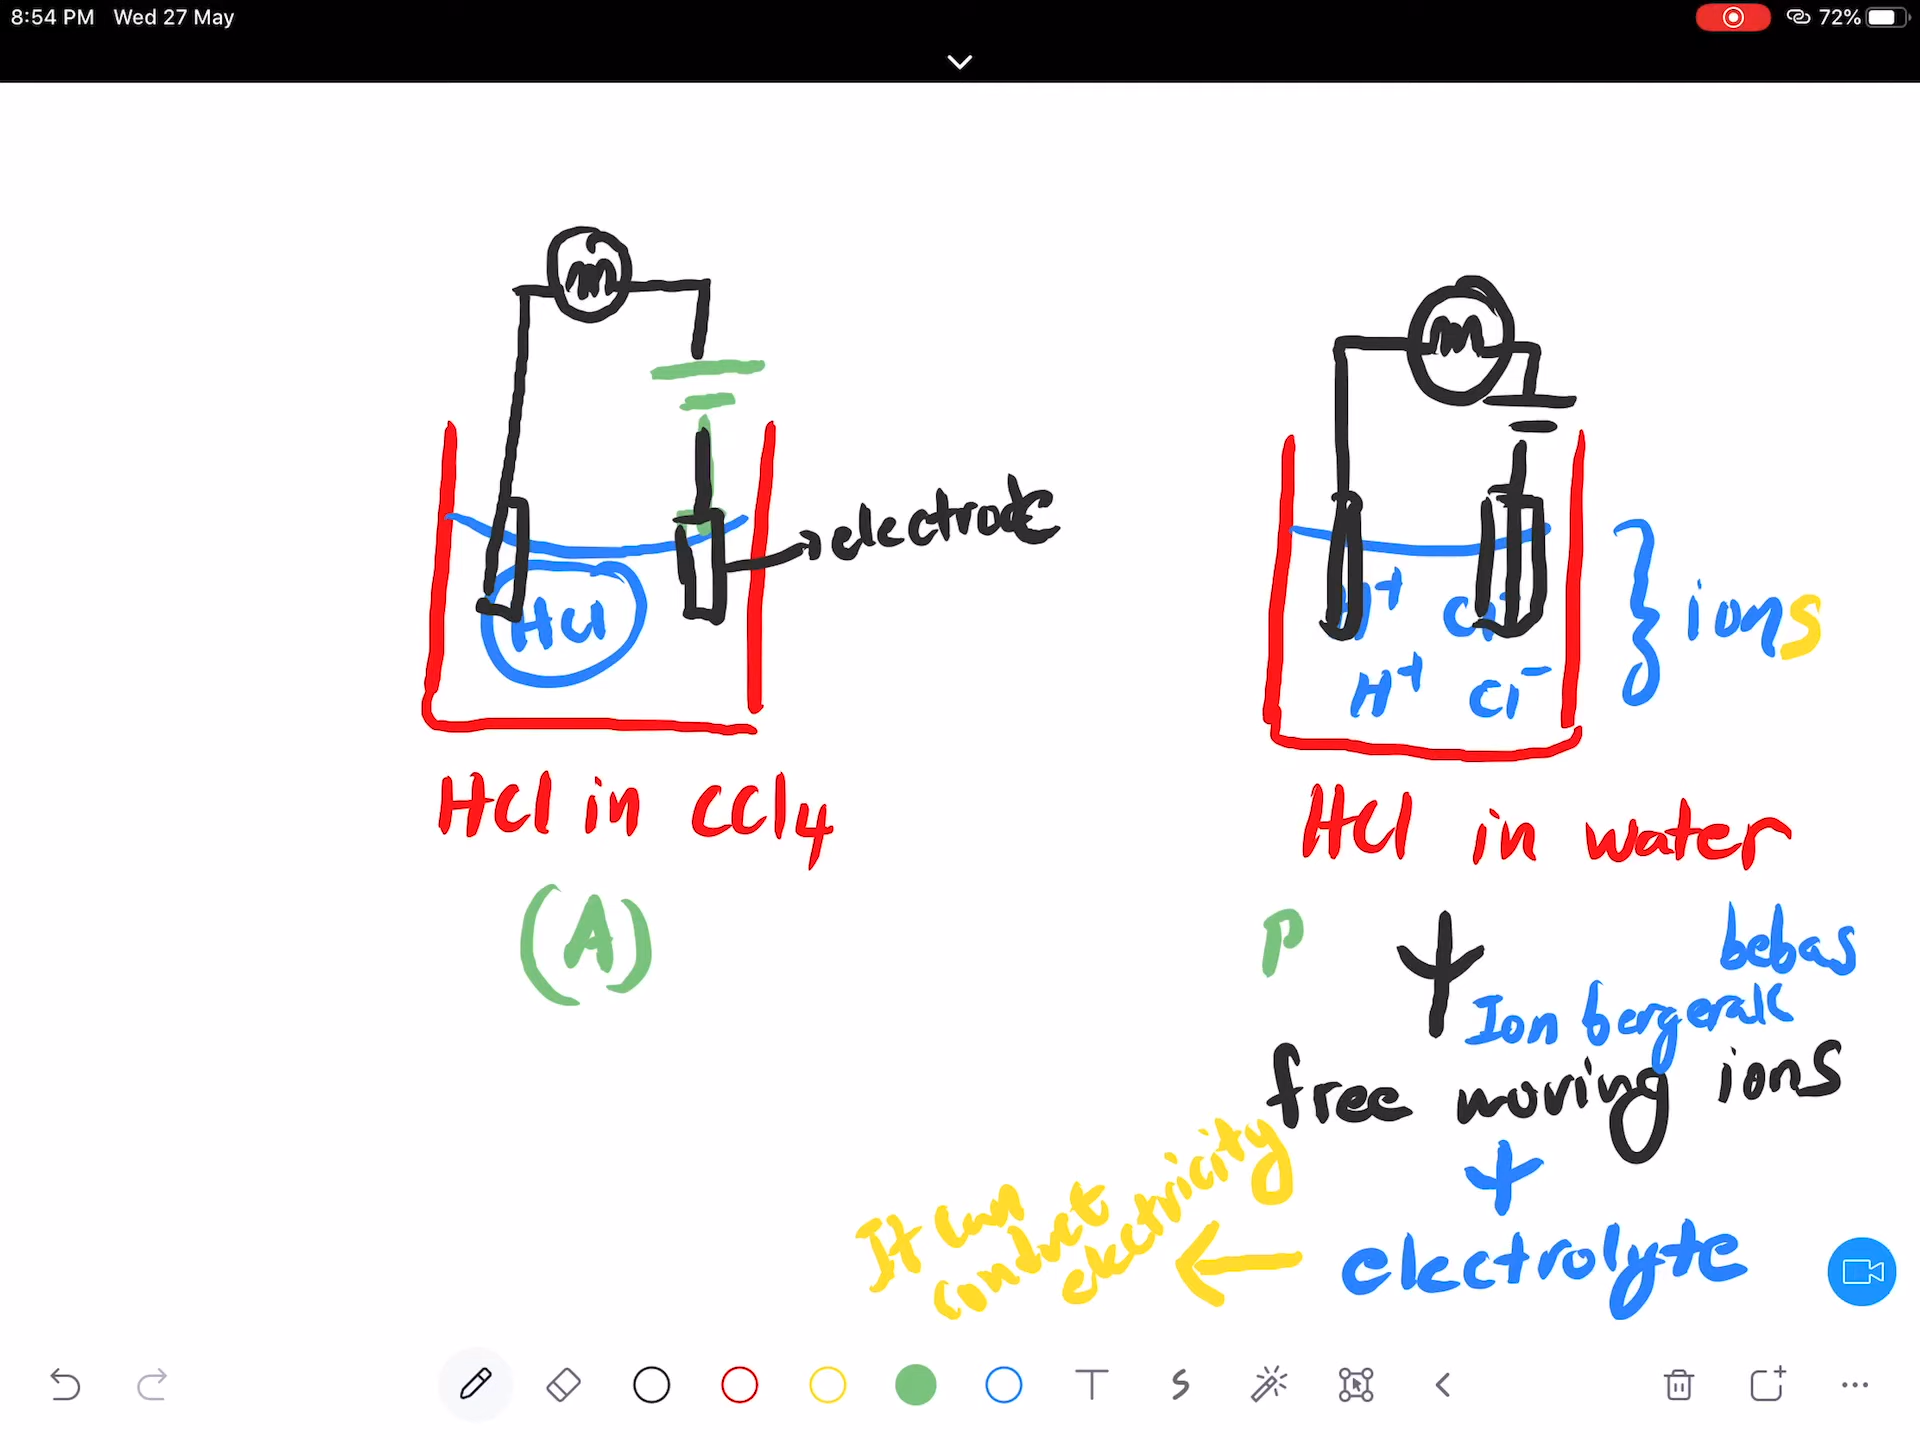 8:54 PM Wed 27 May
72%
m
m
electrode
HCl
H+ Cl-
H+ Cl-
ions
HCl in CCl4
HCl in water
(A)
P
bebas
Ion bergerak
free moving ions
It can
conduct
electricity
electrolyte
T